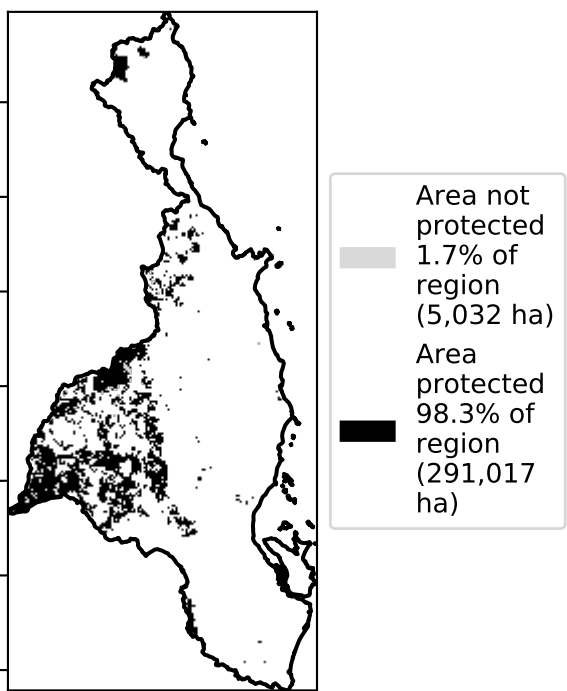 Area not
protected
1.7% of
region
(5,032 ha)
Area
protected
98.3% of
region
(291,017
ha)